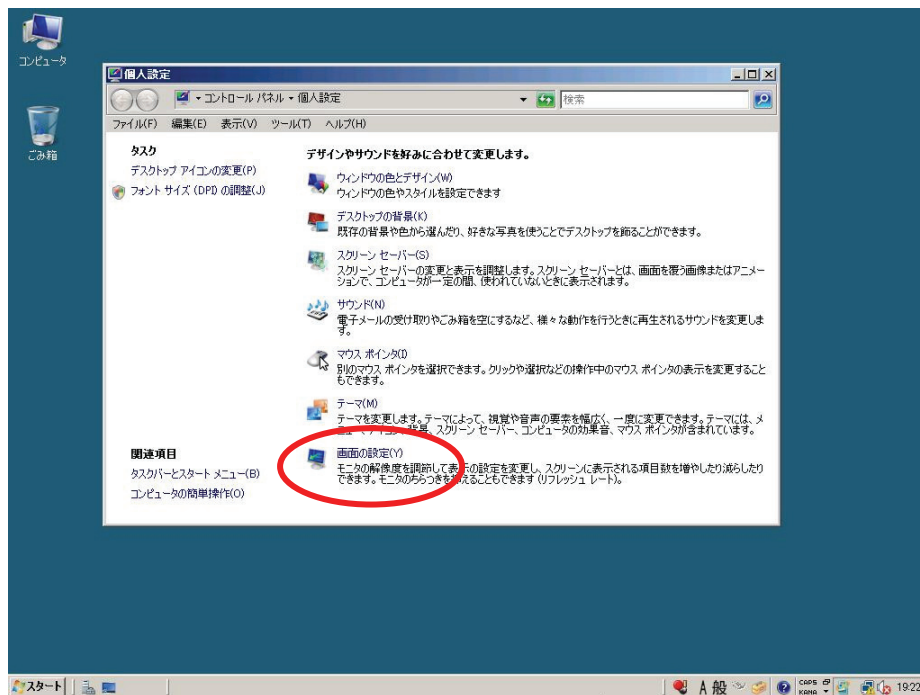 コンピュータ
ごみ箱
個人設定
コントロール パネル 個人設定
検索
ファイル(F) 編集(E) 表示(V) ツール(T) ヘルプ(H)
タスク
デスクトップ アイコンの変更(P)
フォント サイズ (DPI) の調整(J)
デザインやサウンドを好みに合わせて変更します。
ウィンドウの色とデザイン(W)
ウィンドウの色やスタイルを設定できます
デスクトップの背景(K)
既存の背景や色から選んだり、好きな写真を使うことでデスクトップを飾ることができます。
スクリーン セーバー(S)
スクリーン セーバーの変更と表示を調整します。スクリーン セーバーとは、画面を覆う画像またはアニメー
ションで、コンピュータが一定の間、使われていないときに表示されます。
サウンド(N)
電子メールの受け取りやごみ箱を空にするなど、様々な動作を行うときに再生されるサウンドを変更しま
す。
マウス ポインタ(I)
別のマウス ポインタを選択できます。クリックや選択などの操作中のマウス ポインタの表示を変更すること
もできます。
テーマ(M)
テーマを変更します。テーマによって、視覚や音声の要素を幅広く、一度に変更できます。テーマには、メ
ニュー、アイコン、背景、スクリーン セーバー、コンピュータの効果音、マウス ポインタが含まれています。
画面の設定(Y)
モニタの解像度を調節して表示の設定を変更し、スクリーンに表示される項目数を増やしたり減らしたり
できます。モニタのちらつきを抑えることもできます (リフレッシュ レート)。
関連項目
タスクバーとスタート メニュー(B)
コンピュータの簡単操作(O)
スタート
A 般
CAPS
KANA
19:23